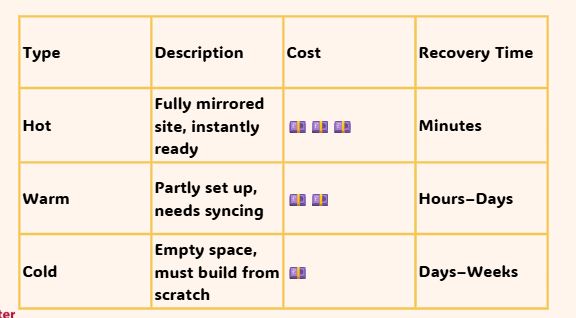 Type Description Cost Recovery Time
Hot
Fully mirrored
site, instantly
ready
💷 💷 💷
Minutes
Warm
Partly set up,
needs syncing
💷 💷
Hours–Days
Cold
Empty space,
must build from
scratch
💷
Days–Weeks
ter